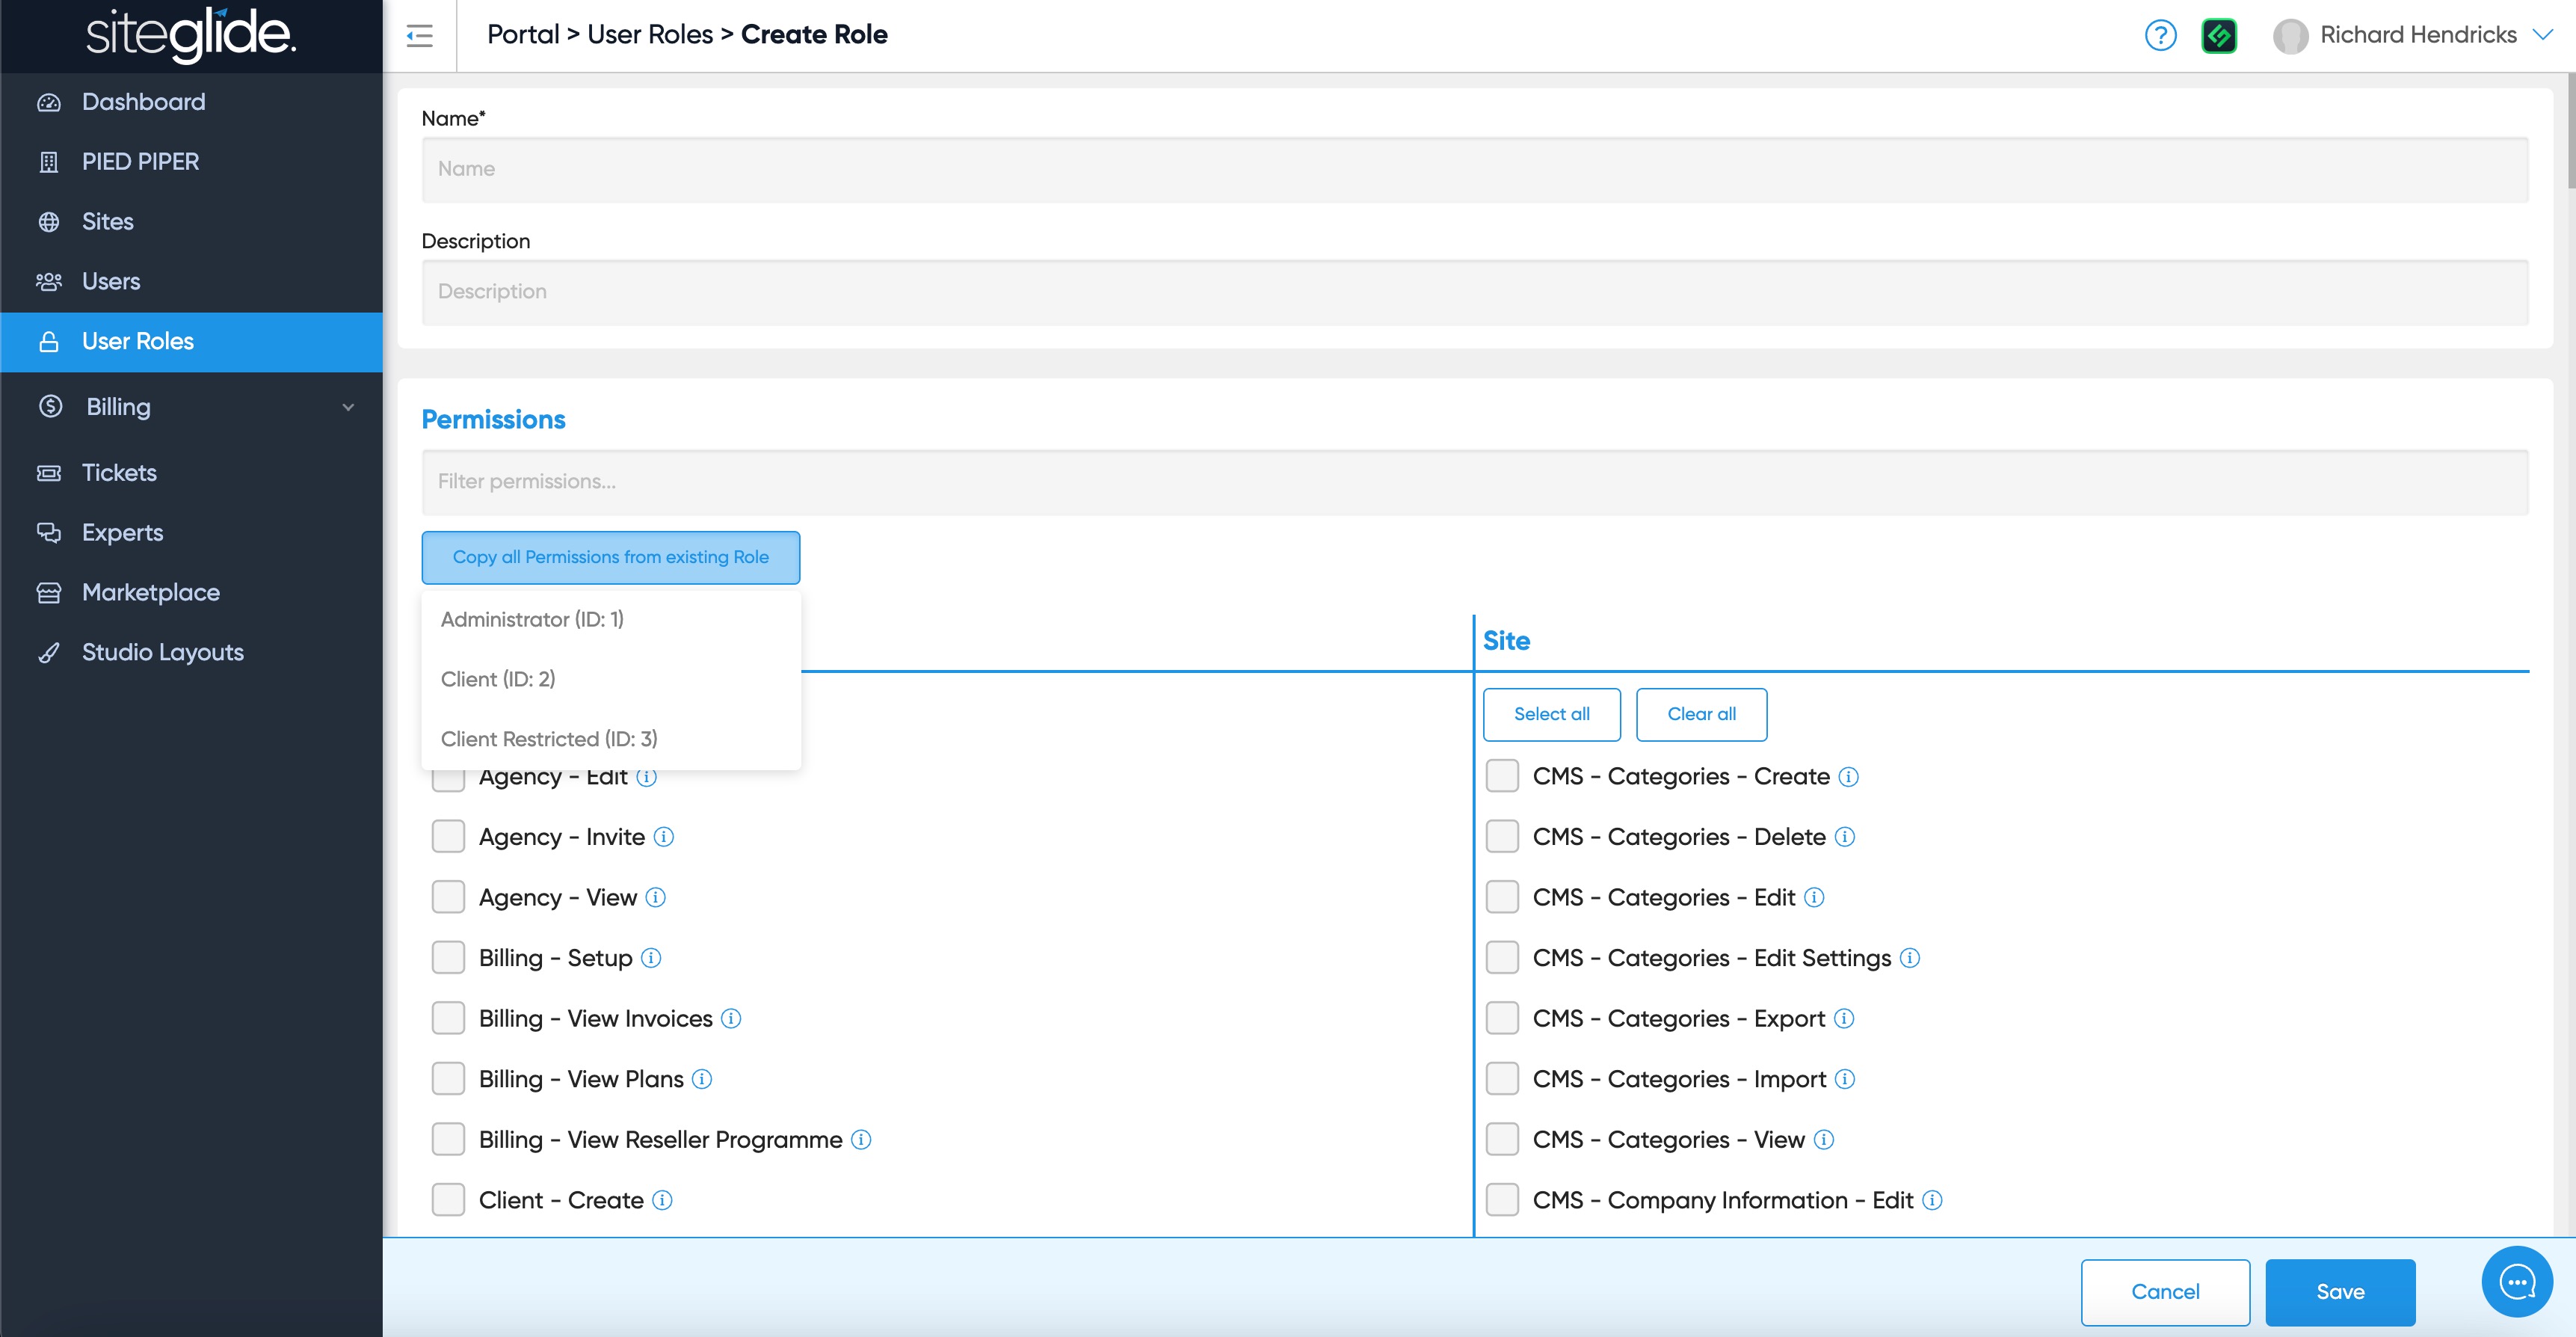 siteglide.
Portal > User Roles > Create Role
Richard Hendricks
Dashboard
PIED PIPER
Sites
Users
User Roles
Billing
Tickets
Experts
Marketplace
Studio Layouts
Name*
Name
Description
Description
Permissions
Filter permissions...
Copy all Permissions from existing Role
Administrator (ID: 1)
Client (ID: 2)
Client Restricted (ID: 3)
Agency - Edit
Agency - Invite
Agency - View
Billing - Setup
Billing - View Invoices
Billing - View Plans
Billing - View Reseller Programme
Client - Create
Site
Select all
Clear all
CMS - Categories - Create
CMS - Categories - Delete
CMS - Categories - Edit
CMS - Categories - Edit Settings
CMS - Categories - Export
CMS - Categories - Import
CMS - Categories - View
CMS - Company Information - Edit
Cancel
Save